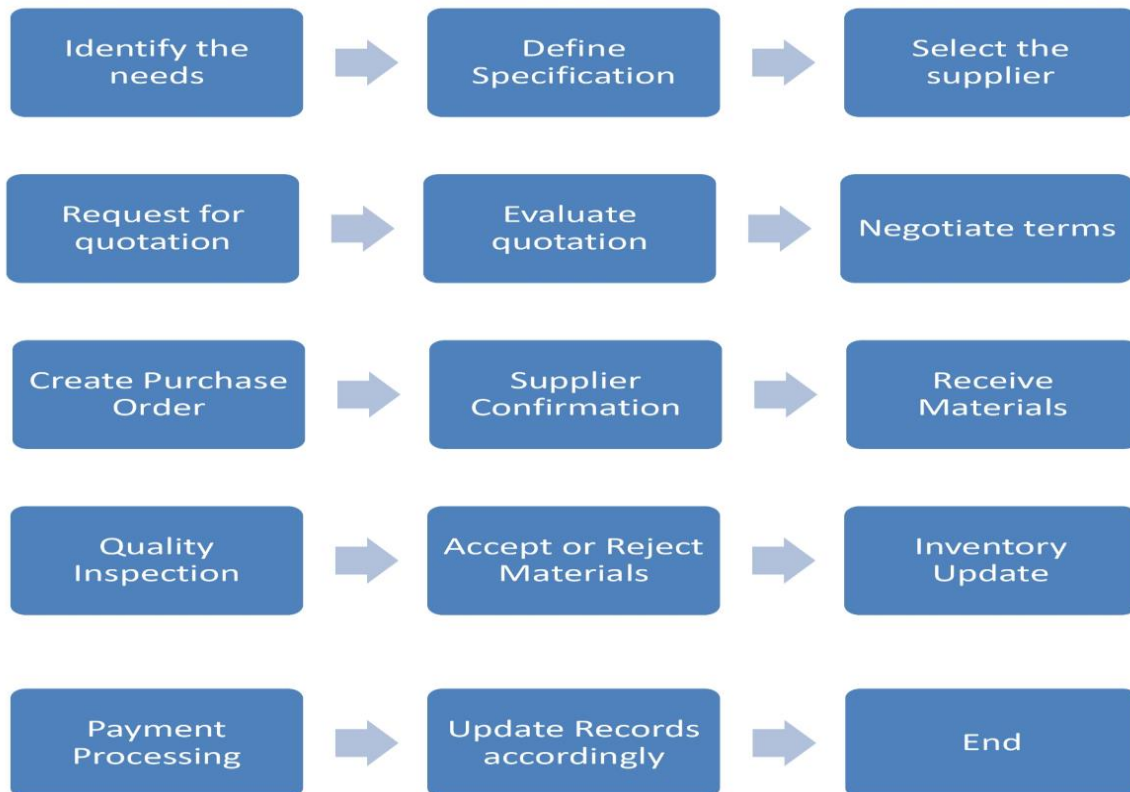 Identify the
needs
Define
Specification
Select the
supplier
Request for
quotation
Evaluate
quotation
Negotiate terms
Create Purchase
Order
Supplier
Confirmation
Receive
Materials
Quality
Inspection
Accept or Reject
Materials
Inventory
Update
Payment
Processing
Update Records
accordingly
End